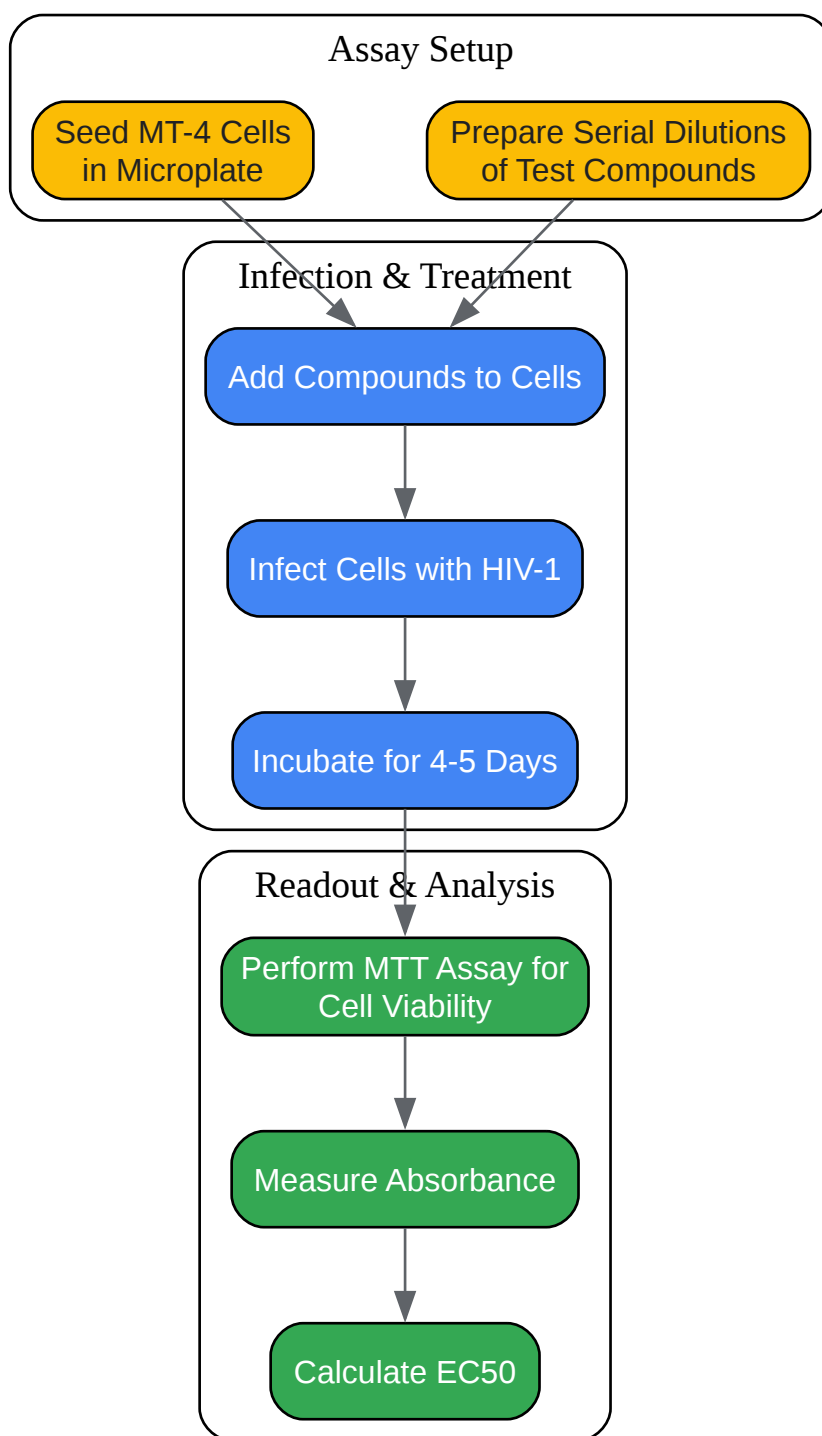 Assay Setup
Seed MT-4 Cells
in Microplate
Prepare Serial Dilutions
of Test Compounds
Infection & Treatment
Add Compounds to Cells
Infect Cells with HIV-1
Incubate for 4-5 Days
Readout & Analysis
Perform MTT Assay for
Cell Viability
Measure Absorbance
Calculate EC50